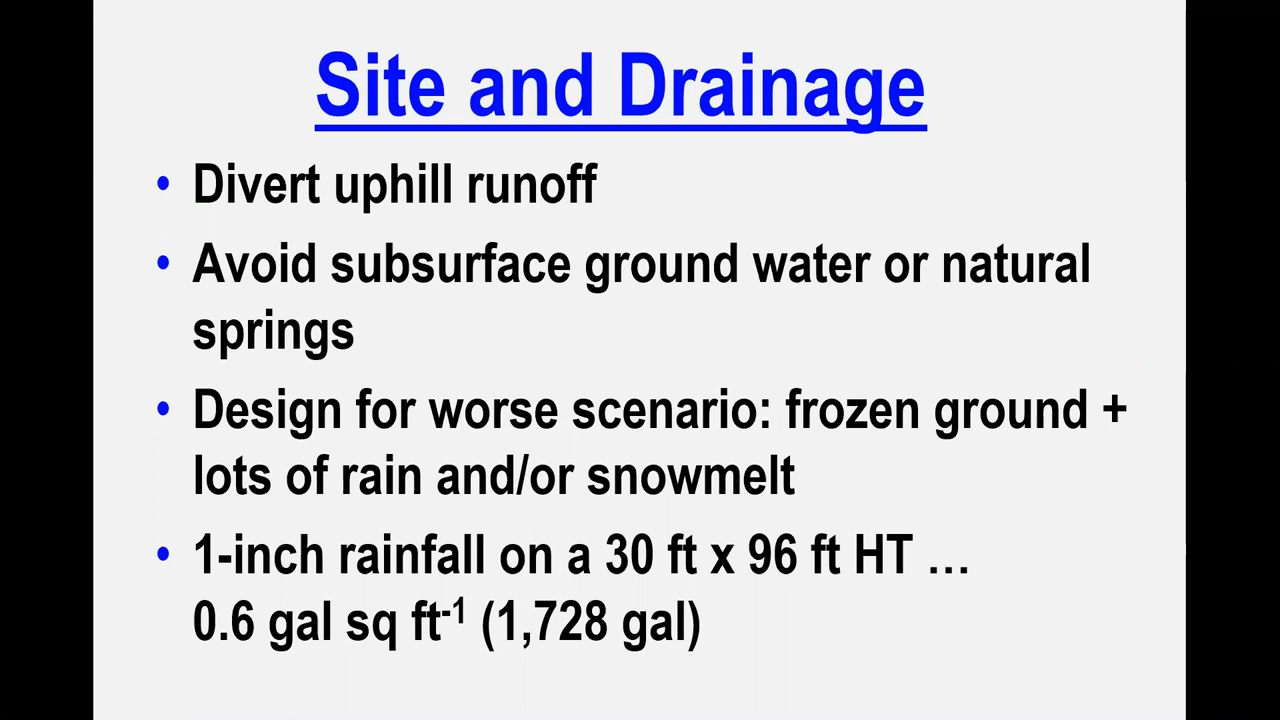 Site and Drainage
• Divert uphill runoff
• Avoid subsurface ground water or natural
springs
• Design for worse scenario: frozen ground +
lots of rain and/or snowmelt
• 1-inch rainfall on a 30 ft x 96 ft HT …
0.6 gal sq ft⁻¹ (1,728 gal)